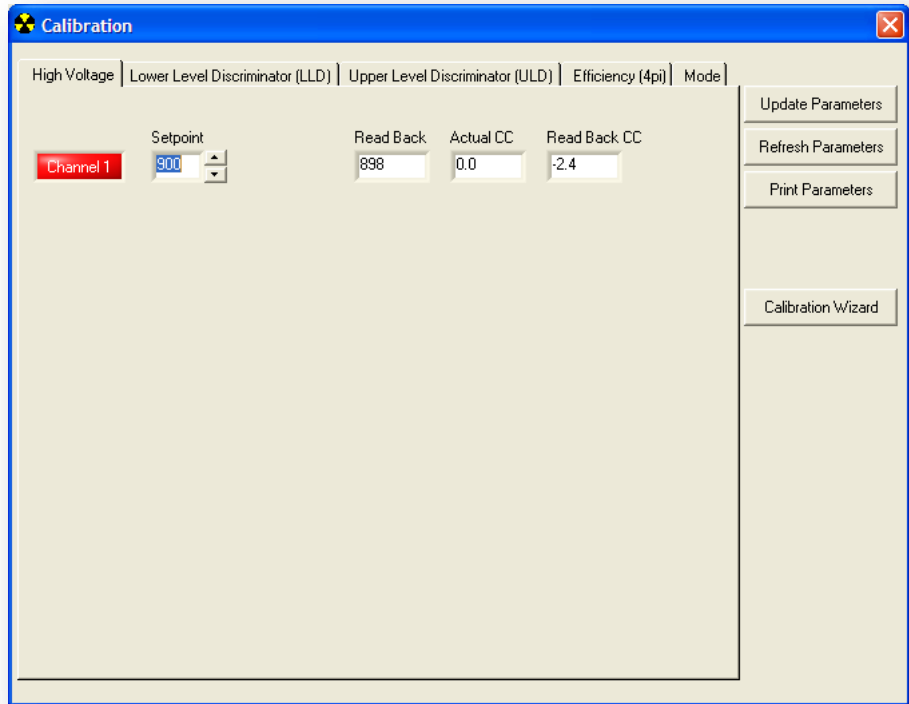 Calibration
High Voltage Lower Level Discriminator (LLD) Upper Level Discriminator (ULD) Efficiency (4pi) Mode
Update Parameters
Refresh Parameters
Print Parameters
Calibration Wizard
Setpoint Read Back Actual CC Read Back CC
Channel 1 900 898 0.0 -2.4